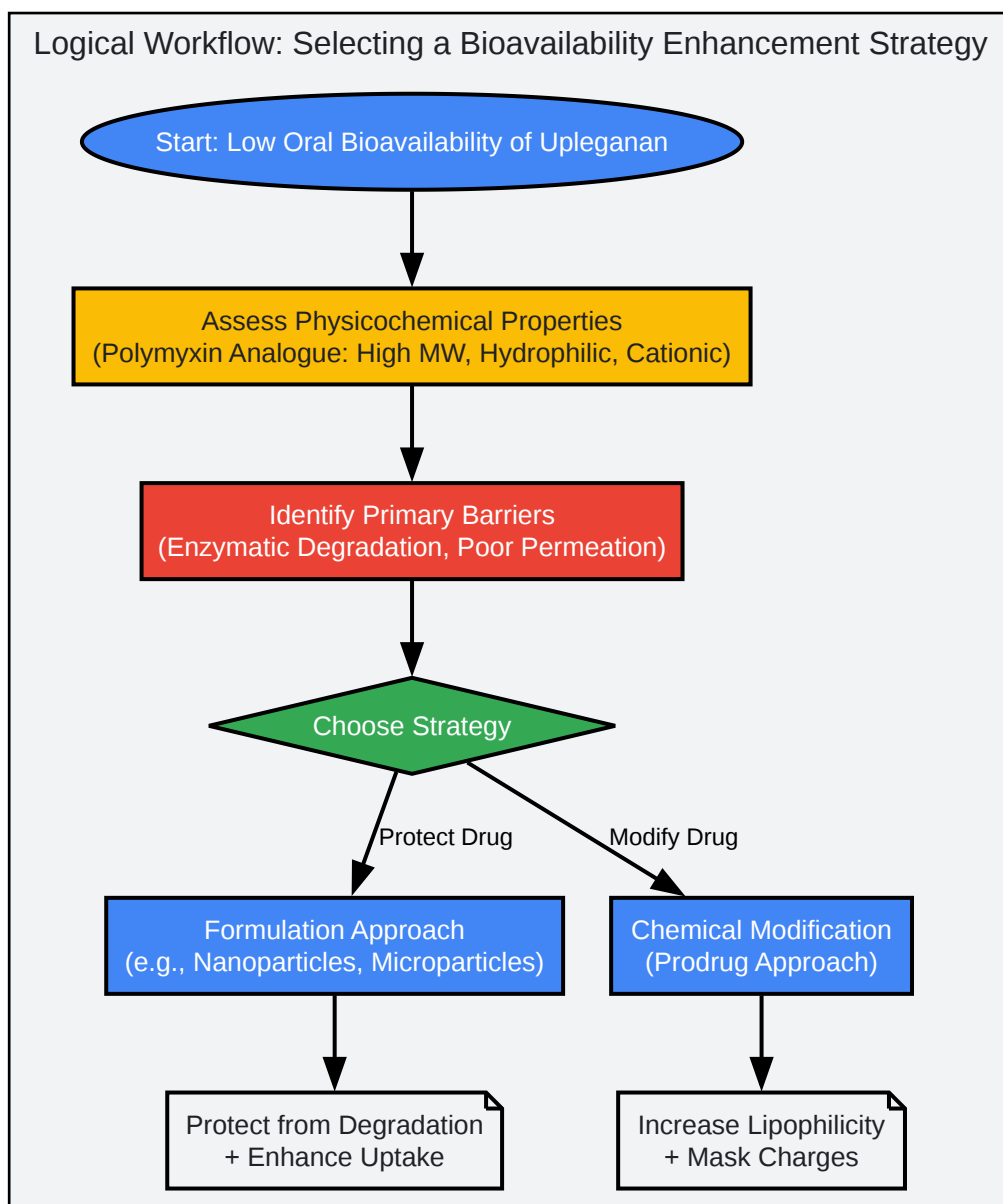 Logical Workflow: Selecting a Bioavailability Enhancement Strategy
Start: Low Oral Bioavailability of Upleganan
Assess Physicochemical Properties
(Polymyxin Analogue: High MW, Hydrophilic, Cationic)
Identify Primary Barriers
(Enzymatic Degradation, Poor Permeation)
Choose Strategy
Protect Drug
Modify Drug
Formulation Approach
(e.g., Nanoparticles, Microparticles)
Chemical Modification
(Prodrug Approach)
Protect from Degradation
+ Enhance Uptake
Increase Lipophilicity
+ Mask Charges